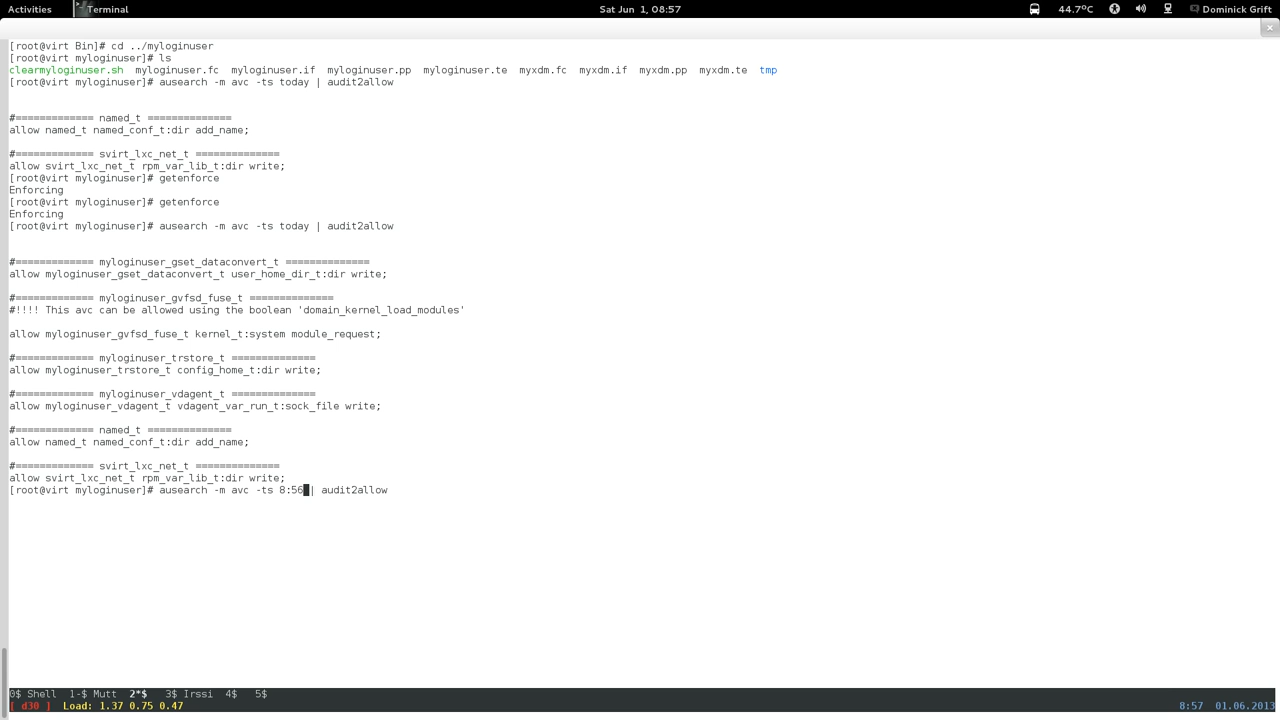 Activities Terminal Sat Jun 1, 08:57 44.7°C Dominick Grift
[root@virt Bin]# cd ../myloginuser
[root@virt myloginuser]# ls
clearmyloginuser.sh myloginuser.fc myloginuser.if myloginuser.pp myloginuser.te myxdm.fc myxdm.if myxdm.pp myxdm.te tmp
[root@virt myloginuser]# ausearch -m avc -ts today | audit2allow
#============= named_t ==============
allow named_t named_conf_t:dir add_name;
#============= svirt_lxc_net_t ==============
allow svirt_lxc_net_t rpm_var_lib_t:dir write;
[root@virt myloginuser]# getenforce
Enforcing
[root@virt myloginuser]# getenforce
Enforcing
[root@virt myloginuser]# ausearch -m avc -ts today | audit2allow
#============= myloginuser_gset_dataconvert_t ==============
allow myloginuser_gset_dataconvert_t user_home_dir_t:dir write;
#============= myloginuser_gvfsd_fuse_t ==============
#!!!! This avc can be allowed using the boolean 'domain_kernel_load_modules'
allow myloginuser_gvfsd_fuse_t kernel_t:system module_request;
#============= myloginuser_trstore_t ==============
allow myloginuser_trstore_t config_home_t:dir write;
#============= myloginuser_vdagent_t ==============
allow myloginuser_vdagent_t vdagent_var_run_t:sock_file write;
#============= named_t ==============
allow named_t named_conf_t:dir add_name;
#============= svirt_lxc_net_t ==============
allow svirt_lxc_net_t rpm_var_lib_t:dir write;
[root@virt myloginuser]# ausearch -m avc -ts 8:56 | audit2allow
0$ Shell 1-$ Mutt 2*$ 3$ Irssi 4$ 5$
[ d30 ] Load: 1.37 0.75 0.47 8:57 01.06.2013